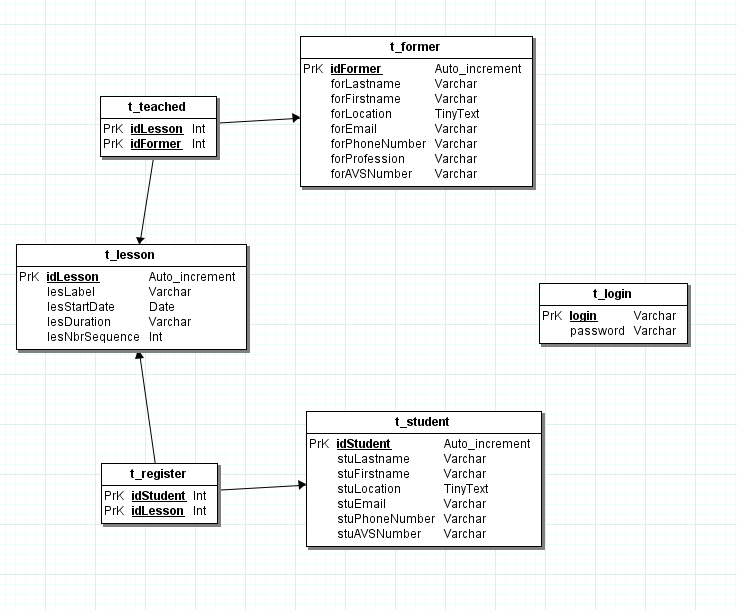 t_former
PrK idFormer Auto_increment
forLastname Varchar
forFirstname Varchar
forLocation TinyText
forEmail Varchar
forPhoneNumber Varchar
forProfession Varchar
forAVSNumber Varchar
t_teached
PrK idLesson Int
PrK idFormer Int
t_lesson
PrK idLesson Auto_increment
lesLabel Varchar
lesStartDate Date
lesDuration Varchar
lesNbrSequence Int
t_login
PrK login Varchar
password Varchar
t_student
PrK idStudent Auto_increment
stuLastname Varchar
stuFirstname Varchar
stuLocation TinyText
stuEmail Varchar
stuPhoneNumber Varchar
stuAVSNumber Varchar
t_register
PrK idStudent Int
PrK idLesson Int